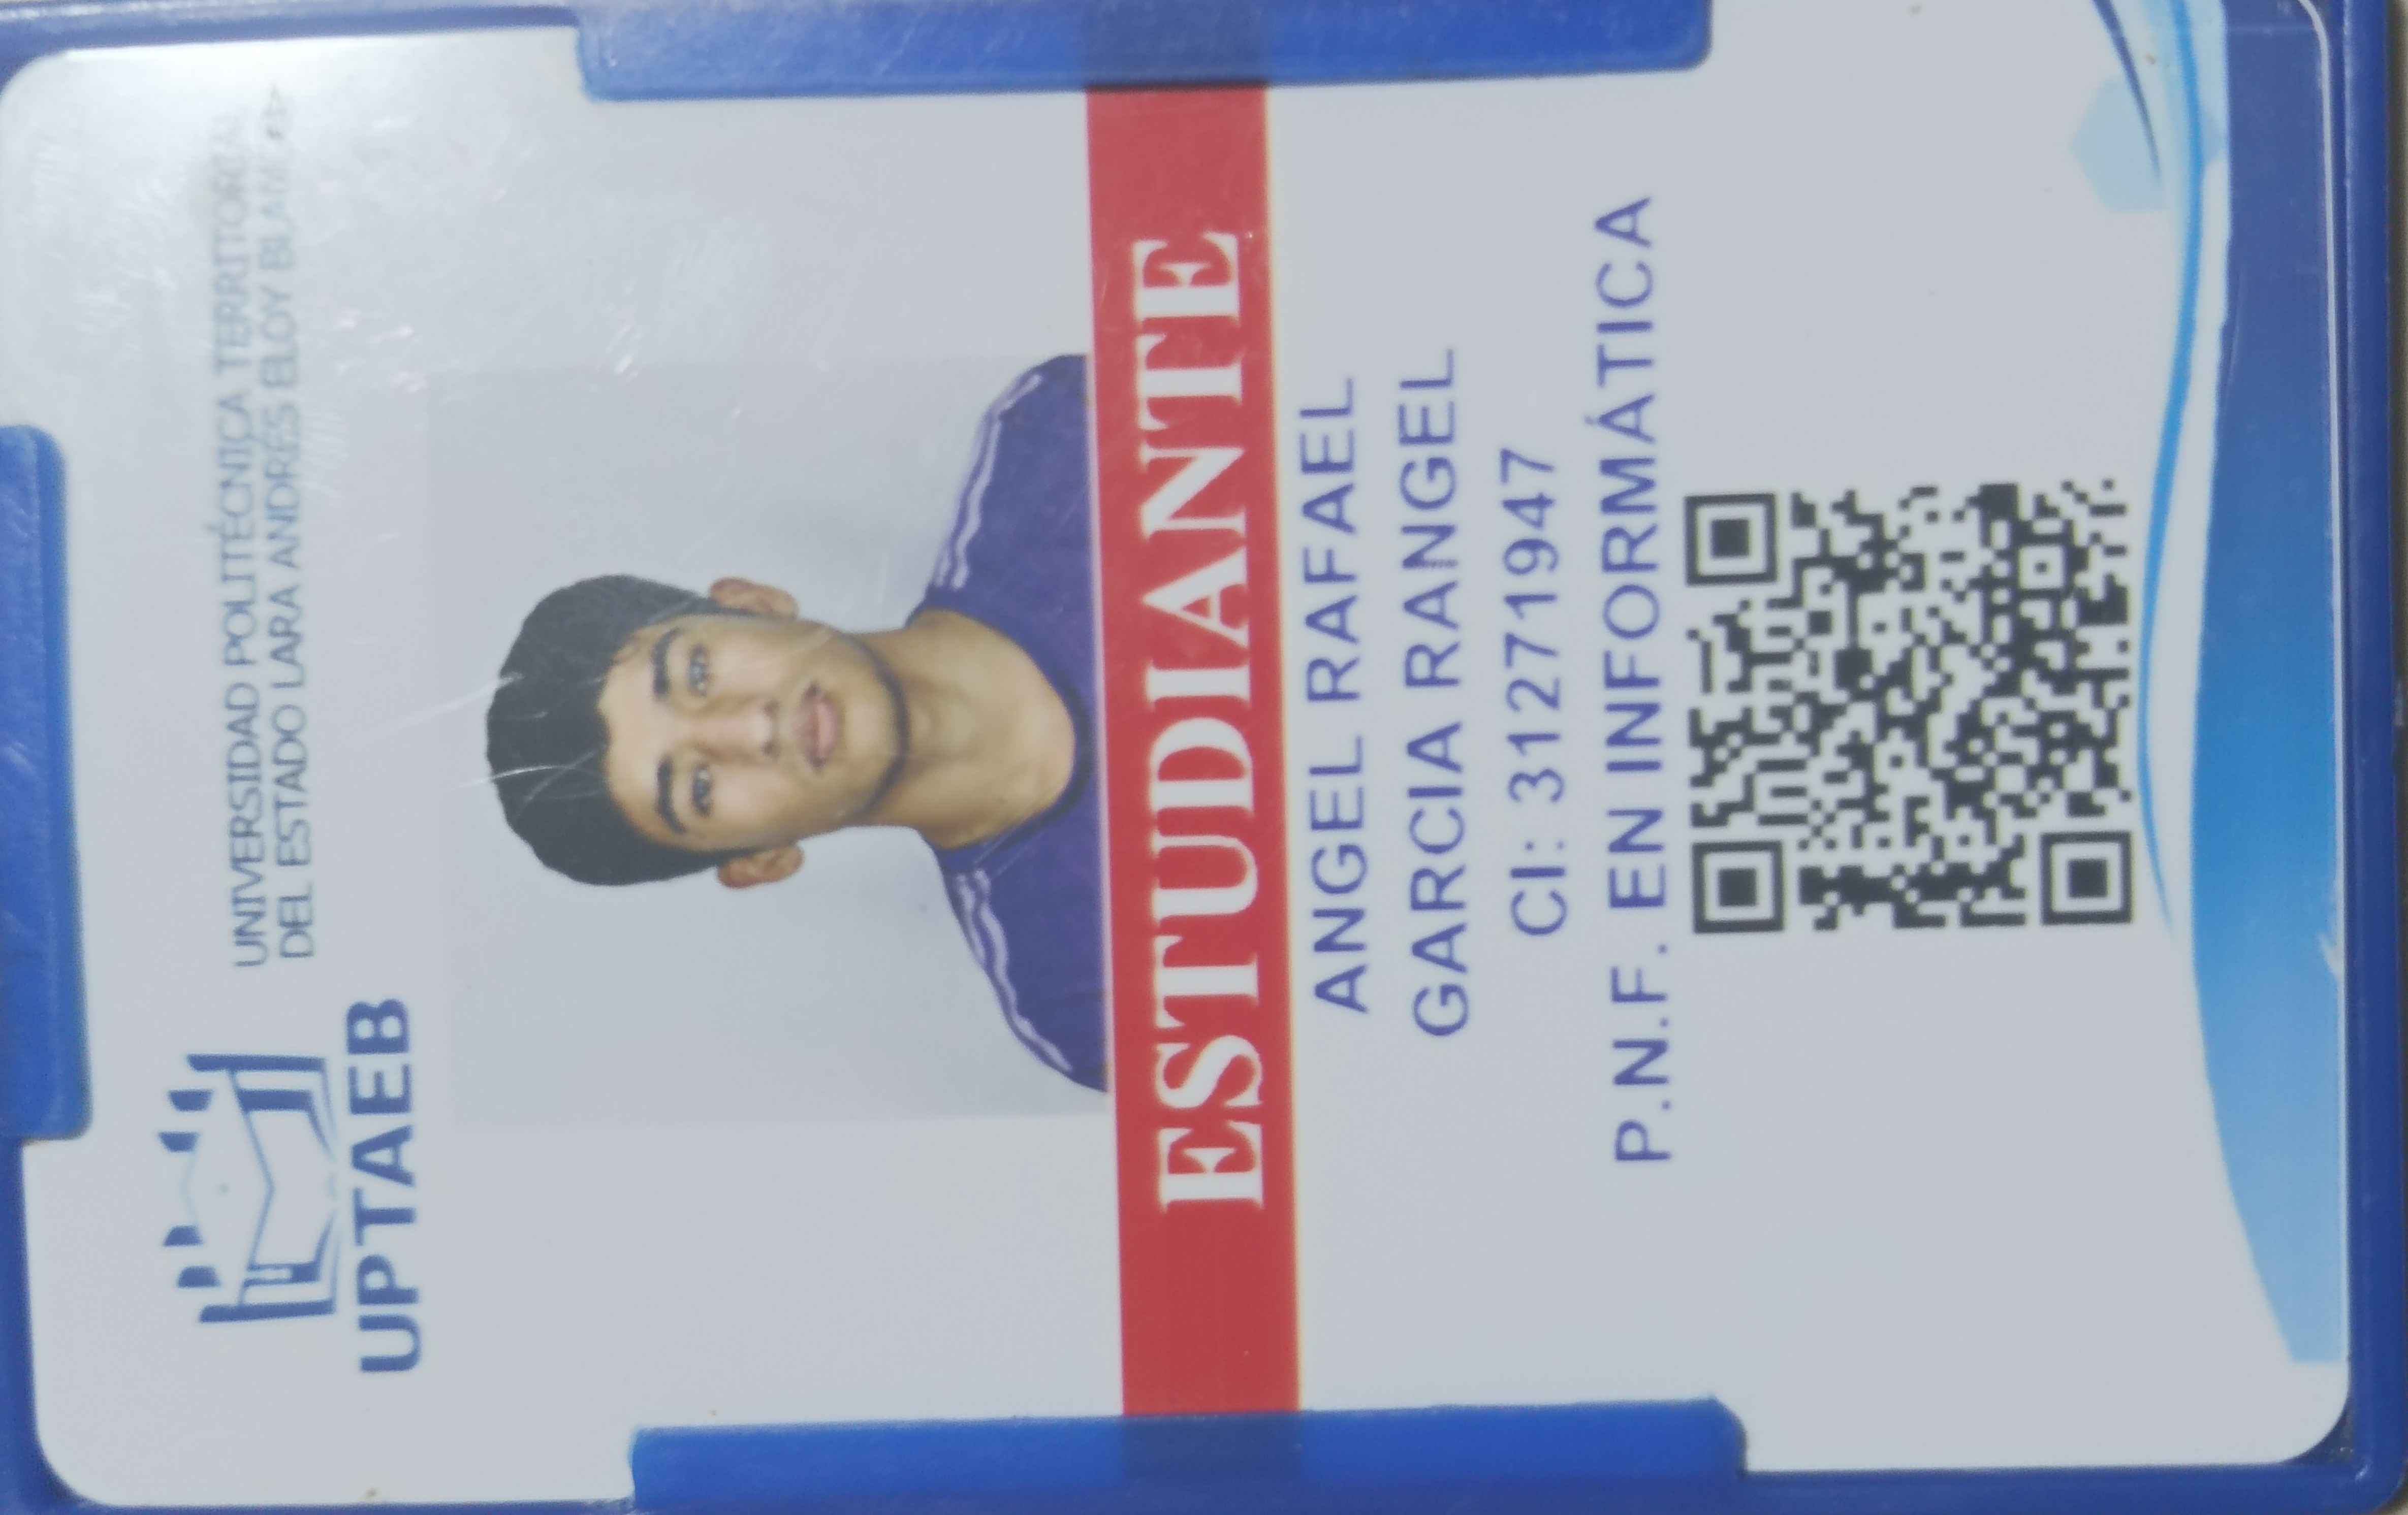 UPTAEB
UNIVERSIDAD POLITÉCNICA TERRITORIAL
DEL ESTADO LARA ANDRÉS ELOY BLANCO
ESTUDIANTE
ANGEL RAFAEL
GARCIA RANGEL
CI: 31271947
P.N.F. EN INFORMÁTICA